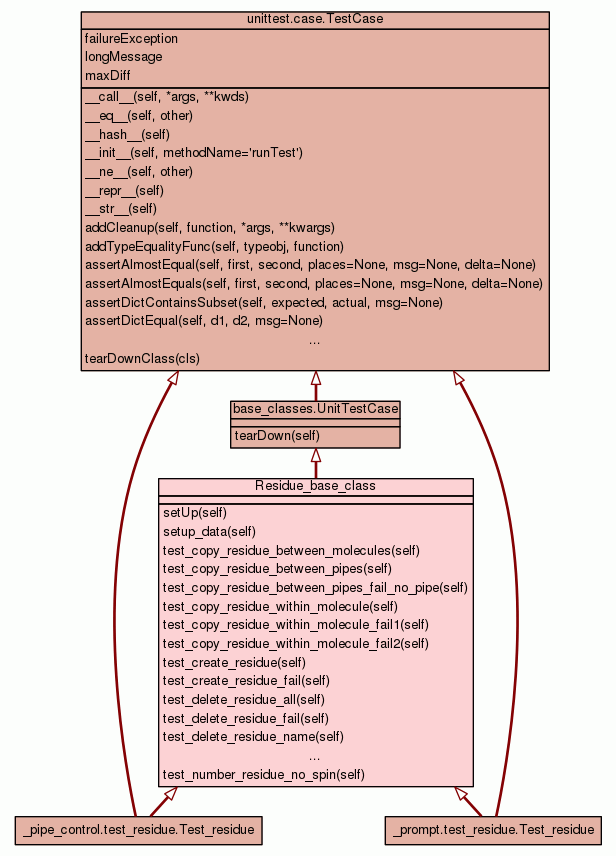 unittest.case.TestCase
failureException
longMessage
maxDiff
__call__(self, *args, **kwds)
__eq__(self, other)
__hash__(self)
__init__(self, methodName='runTest')
__ne__(self, other)
__repr__(self)
__str__(self)
addCleanup(self, function, *args, **kwargs)
addTypeEqualityFunc(self, typeobj, function)
assertAlmostEqual(self, first, second, places=None, msg=None, delta=None)
assertAlmostEquals(self, first, second, places=None, msg=None, delta=None)
assertDictContainsSubset(self, expected, actual, msg=None)
assertDictEqual(self, d1, d2, msg=None)
...
tearDownClass(cls)
base_classes.UnitTestCase
tearDown(self)
Residue_base_class
setUp(self)
setup_data(self)
test_copy_residue_between_molecules(self)
test_copy_residue_between_pipes(self)
test_copy_residue_between_pipes_fail_no_pipe(self)
test_copy_residue_within_molecule(self)
test_copy_residue_within_molecule_fail1(self)
test_copy_residue_within_molecule_fail2(self)
test_create_residue(self)
test_create_residue_fail(self)
test_delete_residue_all(self)
test_delete_residue_fail(self)
test_delete_residue_name(self)
...
test_number_residue_no_spin(self)
_pipe_control.test_residue.Test_residue
_prompt.test_residue.Test_residue